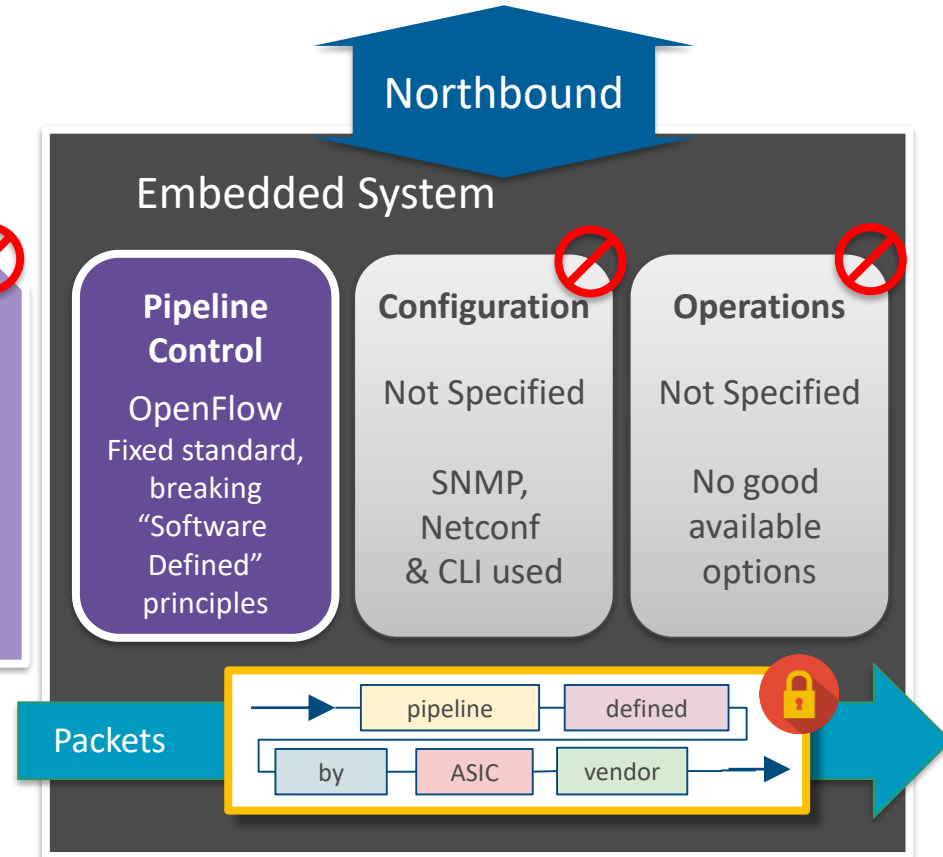 Northbound
Embedded System
Pipeline
Control
OpenFlow
Fixed standard,
breaking
“Software
Defined”
principles
Configuration
Not Specified
SNMP,
Netconf
& CLI used
Operations
Not Specified
No good
available
options
Packets
pipeline
defined
by
ASIC
vendor